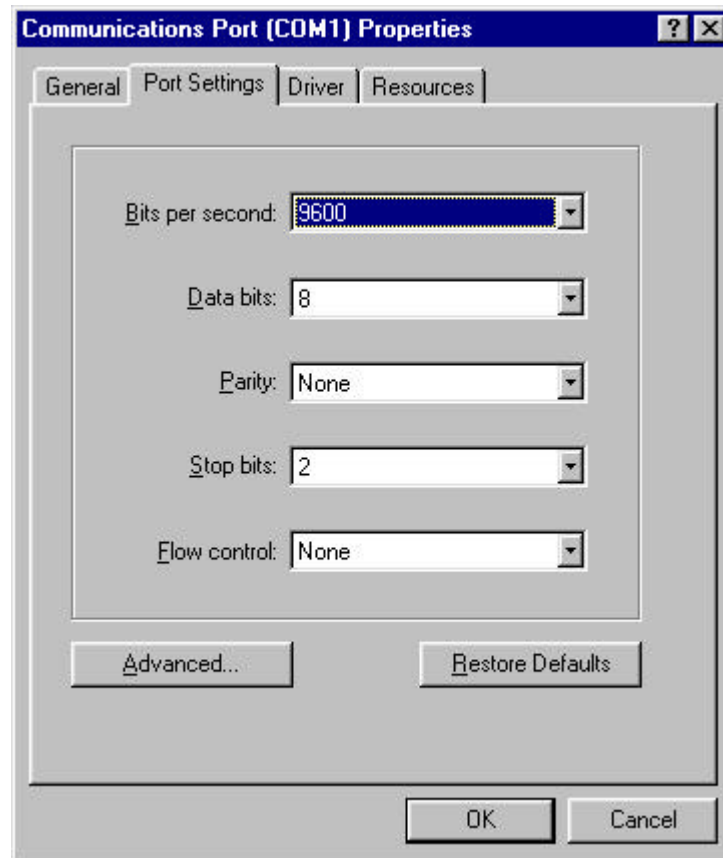 Communications Port (COM1) Properties
General Port Settings Driver Resources
Bits per second: 9600
Data bits: 8
Parity: None
Stop bits: 2
Flow control: None
Advanced... Restore Defaults
OK Cancel